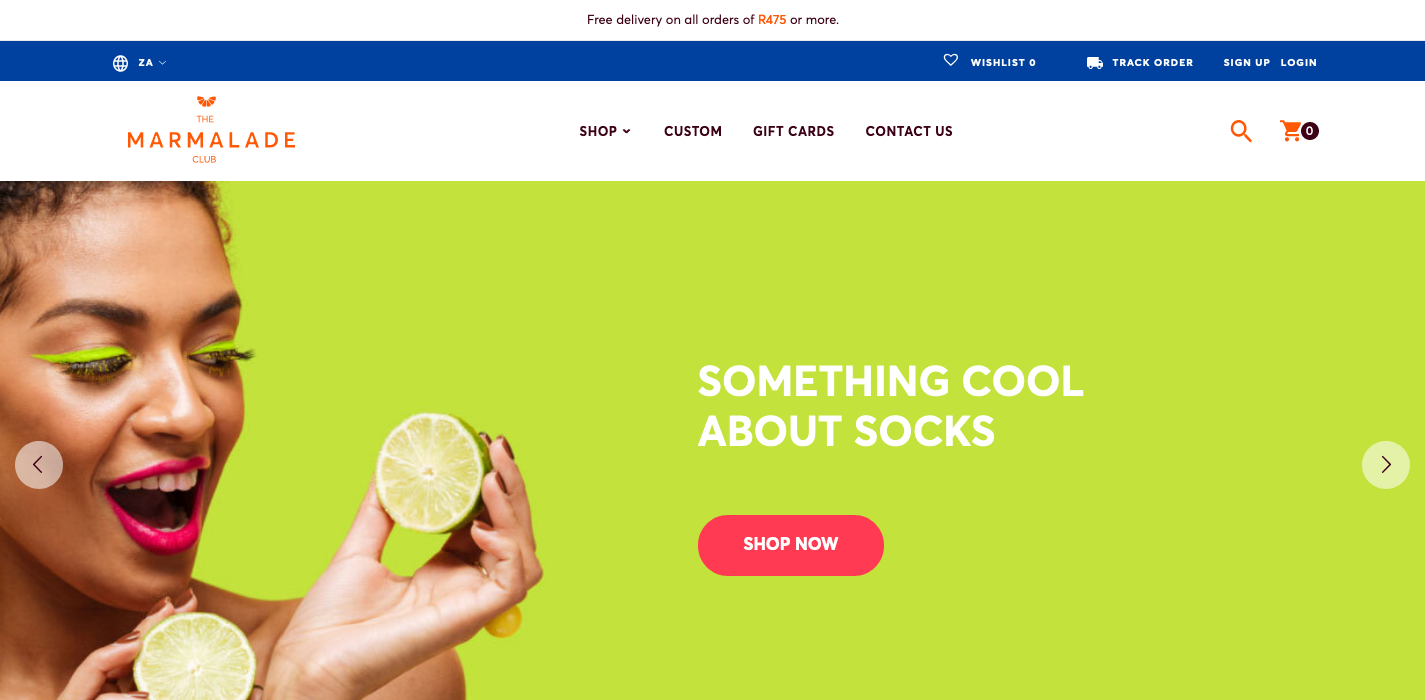 Free delivery on all orders of R475 or more.
ZA
WISHLIST 0
TRACK ORDER
SIGN UP
LOGIN
THE
MARMALADE
CLUB
SHOP
CUSTOM
GIFT CARDS
CONTACT US
0
SOMETHING COOL
ABOUT SOCKS
SHOP NOW